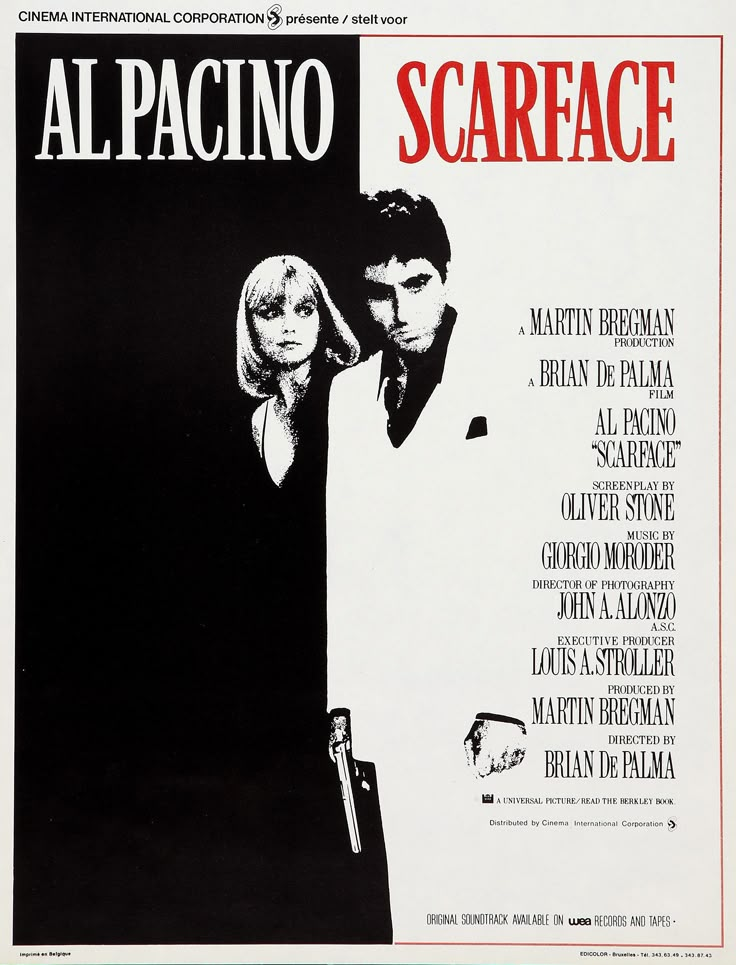 CINEMA INTERNATIONAL CORPORATION présente / stelt voor
AL PACINO SCARFACE
A MARTIN BREGMAN
PRODUCTION
A BRIAN DE PALMA
FILM
AL PACINO
"SCARFACE"
SCREENPLAY BY
OLIVER STONE
MUSIC BY
GIORGIO MORODER
DIRECTOR OF PHOTOGRAPHY
JOHN A. ALONZO
A.S.C.
EXECUTIVE PRODUCER
LOUIS A. STROLLER
PRODUCED BY
MARTIN BREGMAN
DIRECTED BY
BRIAN DE PALMA
A UNIVERSAL PICTURE/READ THE BERKLEY BOOK.
Distributed by Cinema International Corporation
ORIGINAL SOUNDTRACK AVAILABLE ON wea RECORDS AND TAPES •
Imprimé en Belgique
EDICOLOR - Bruxelles - Tél. 343.63.49 - 343.87.43